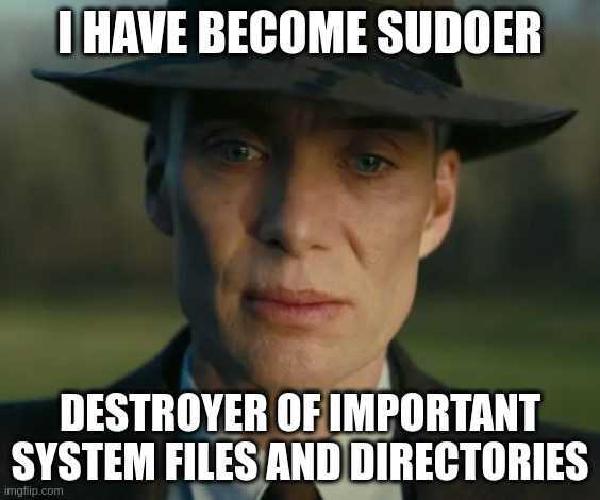 I HAVE BECOME SUDOER
DESTROYER OF IMPORTANT
SYSTEM FILES AND DIRECTORIES
imgflip.com